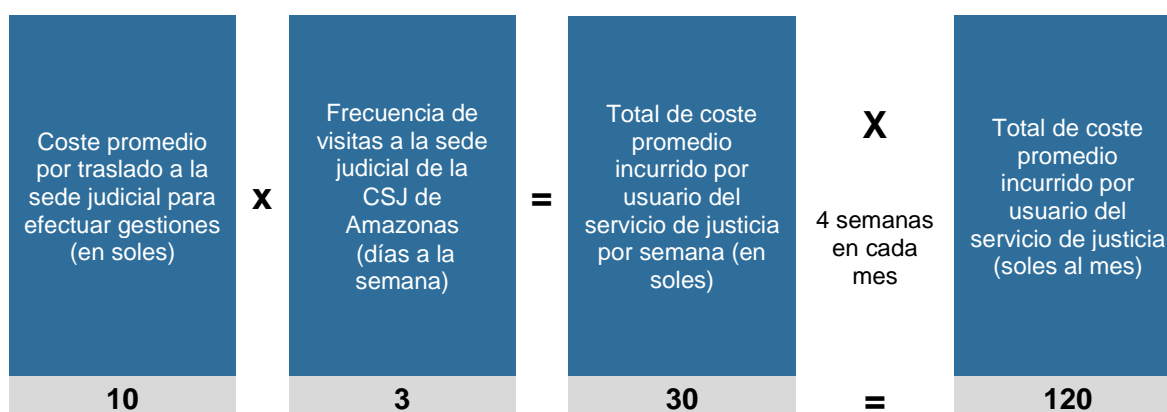 Coste promedio
por traslado a la
sede judicial para
efectuar gestiones
(en soles)
x
Frecuencia de
visitas a la sede
judicial de la
CSJ de
Amazonas
(días a la
semana)
=
Total de coste
promedio
incurrido por
usuario del
servicio de justicia
por semana (en
soles)
X
4 semanas
en cada
mes
Total de coste
promedio
incurrido por
usuario del
servicio de justicia
(soles al mes)
10
3
30
=
120